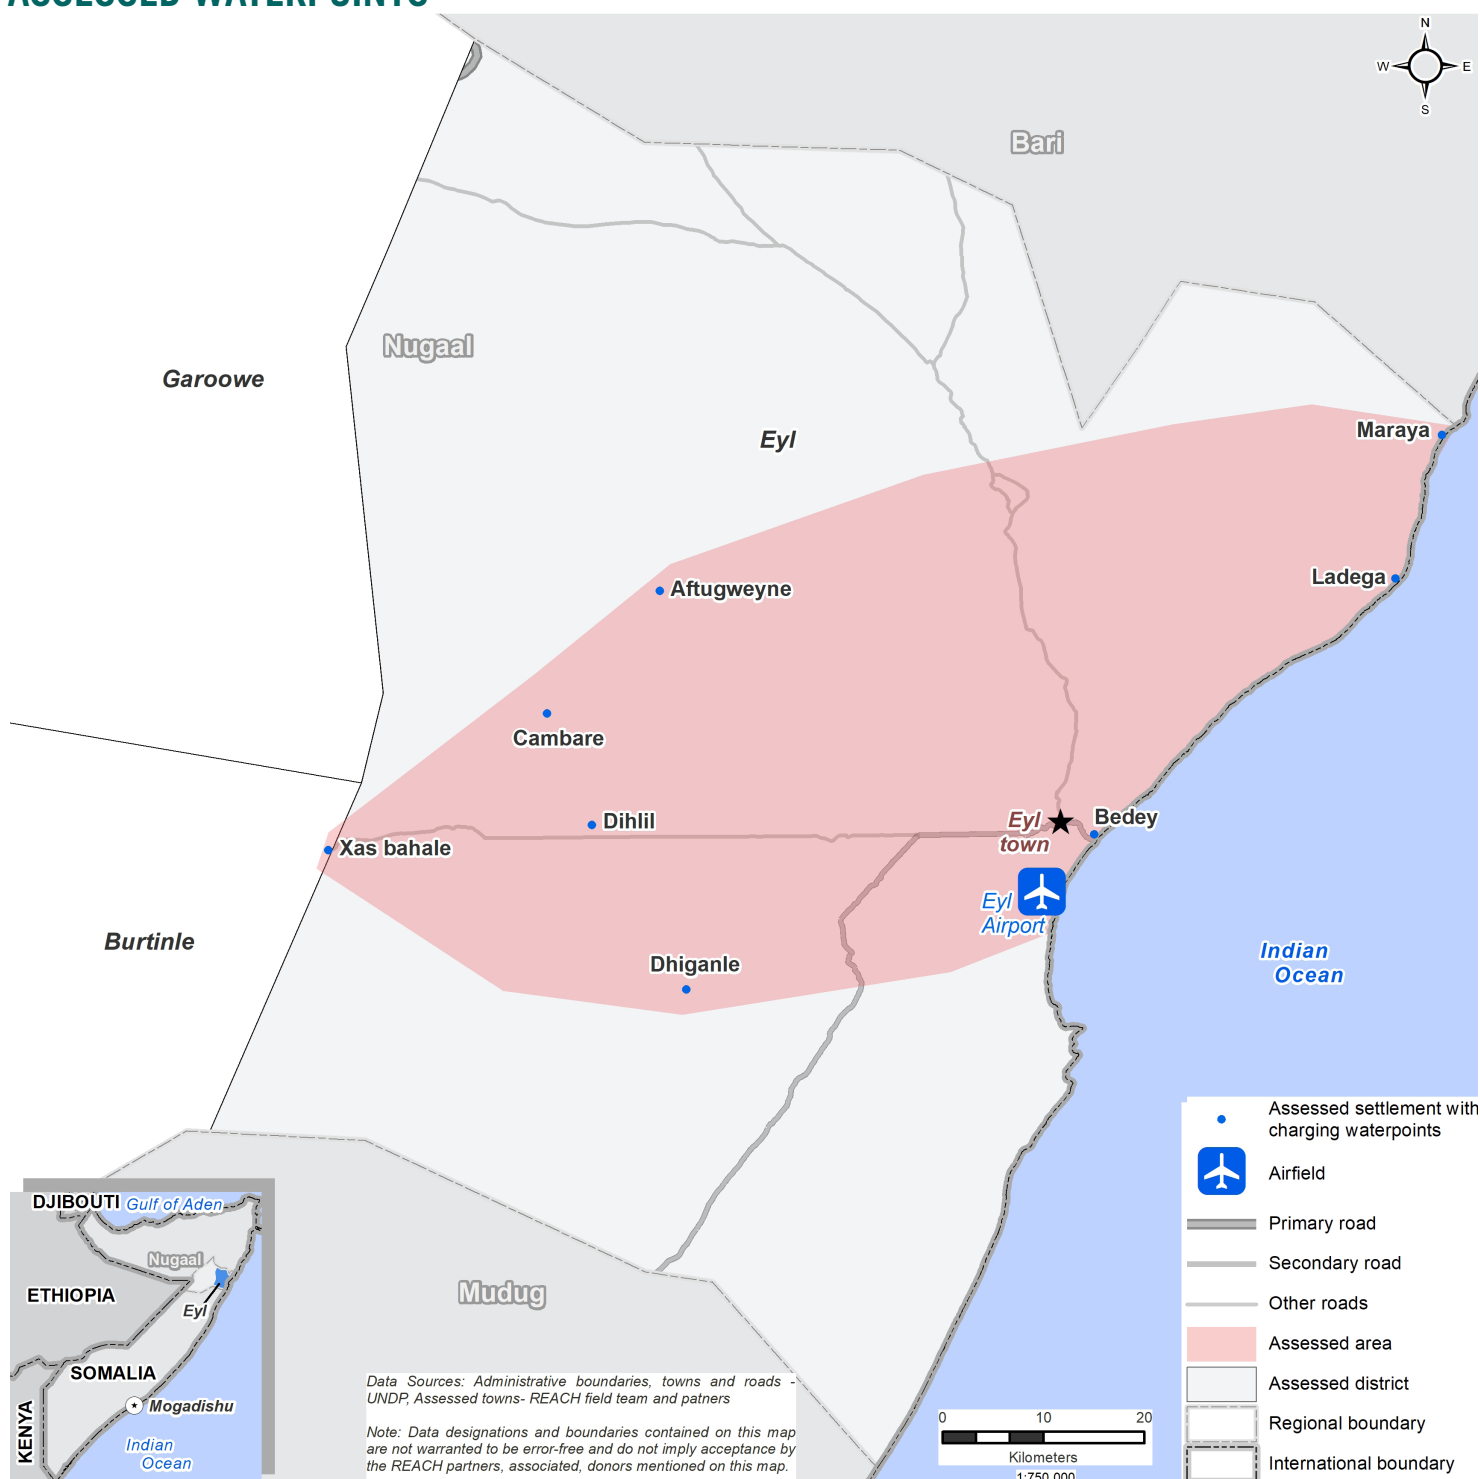 ASSESSED WATERPOINTS
N
W
E
S
Bari
Nugaal
Garoowe
Eyl
Maraya
Ladega
Aftugweyne
Cambare
Dihlil
Xas bahale
Eyl
town
Bedey
Eyl
Airport
Burtinle
Dhiganle
Indian
Ocean
Mudug
DJIBOUTI
Gulf of Aden
Nugaal
ETHIOPIA
Eyl
SOMALIA
Mogadishu
KENYA
Indian
Ocean
Data Sources: Administrative boundaries, towns and roads -
UNDP, Assessed towns- REACH field team and patners
Note: Data designations and boundaries contained on this map
are not warranted to be error-free and do not imply acceptance by
the REACH partners, associated, donors mentioned on this map.
0 10 20
Kilometers
1:750,000
Assessed settlement with
charging waterpoints
Airfield
Primary road
Secondary road
Other roads
Assessed area
Assessed district
Regional boundary
International boundary